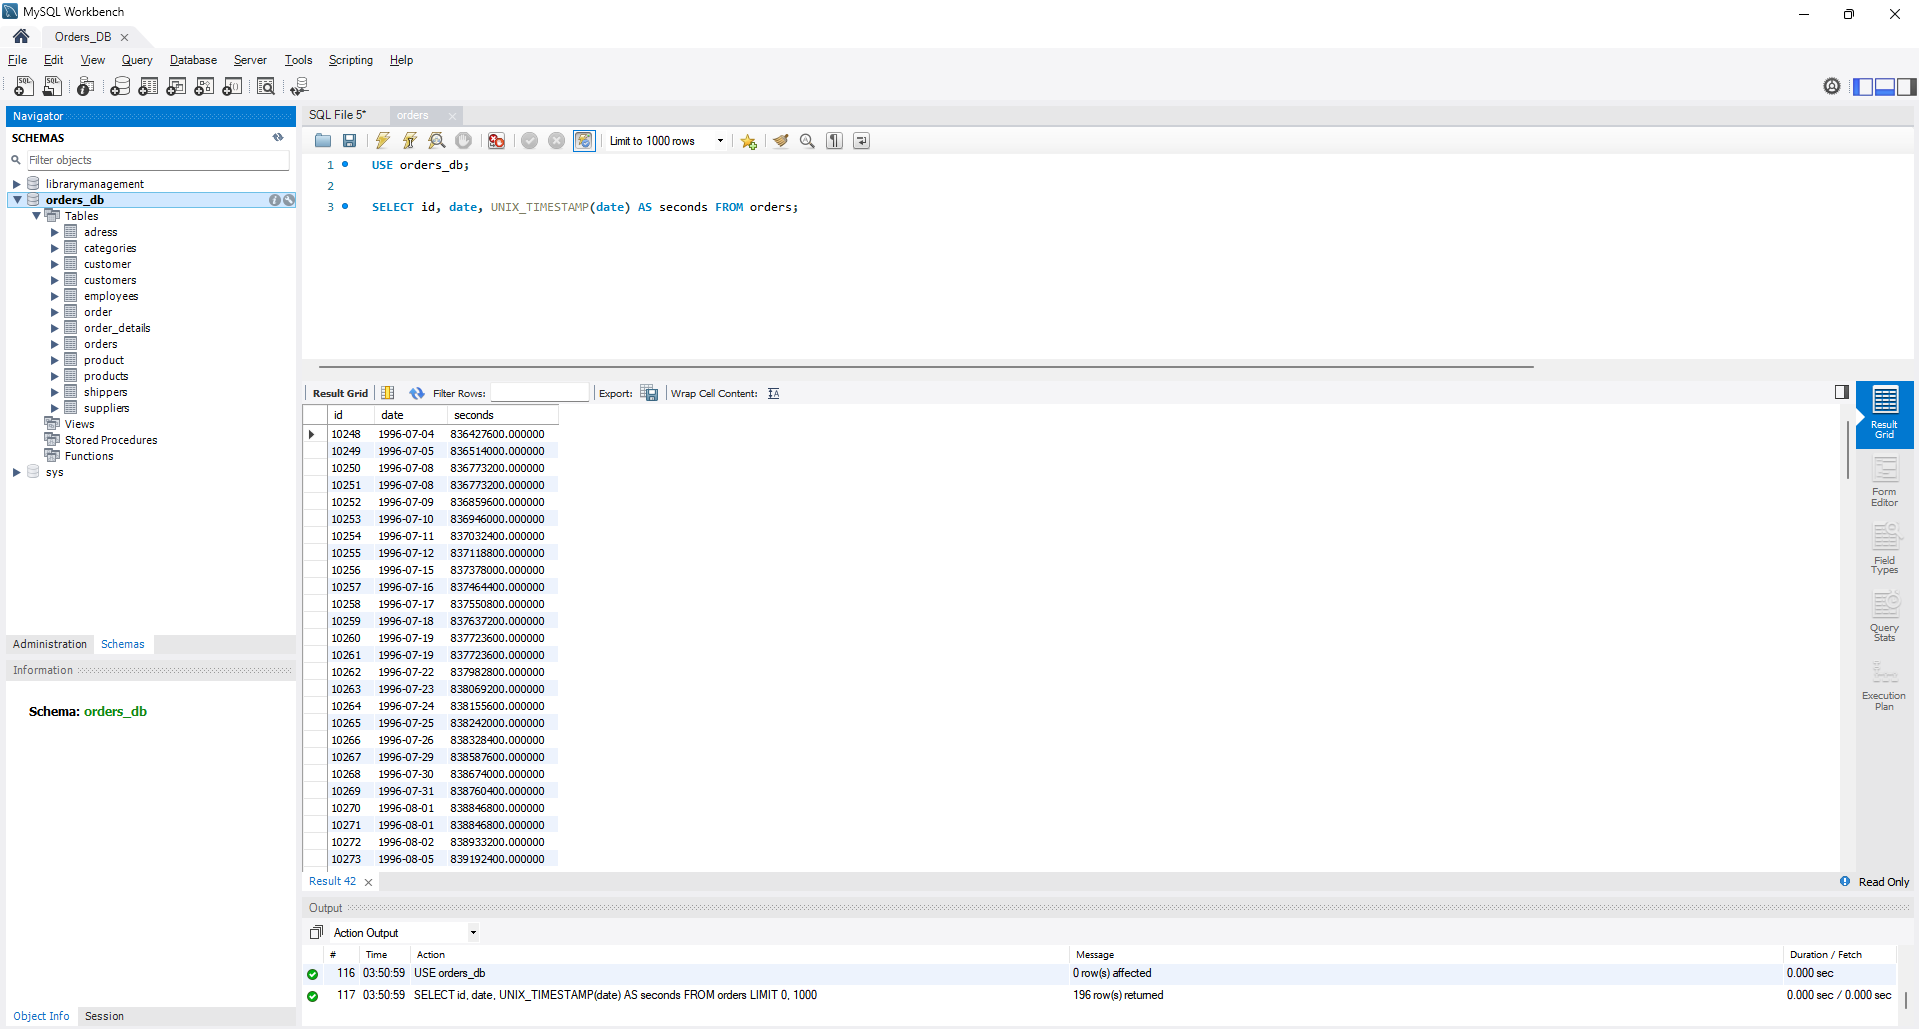 MySQL Workbench
Orders_DB
File Edit View Query Database Server Tools Scripting Help
Navigator
SCHEMAS
Filter objects
librarymanagement
orders_db
Tables
adress
categories
customer
customers
employees
order
order_details
orders
product
products
shippers
suppliers
Views
Stored Procedures
Functions
sys
Administration Schemas
Information
Schema: orders_db
Object Info Session
SQL File 5* orders
Limit to 1000 rows
1 USE orders_db;
2
3 SELECT id, date, UNIX_TIMESTAMP(date) AS seconds FROM orders;
Result Grid Filter Rows: Export: Wrap Cell Content:
id date seconds
10248 1996-07-04 836427600.000000
10249 1996-07-05 836514000.000000
10250 1996-07-08 836773200.000000
10251 1996-07-08 836773200.000000
10252 1996-07-09 836859600.000000
10253 1996-07-10 836946000.000000
10254 1996-07-11 837032400.000000
10255 1996-07-12 837118800.000000
10256 1996-07-15 837378000.000000
10257 1996-07-16 837464400.000000
10258 1996-07-17 837550800.000000
10259 1996-07-18 837637200.000000
10260 1996-07-19 837723600.000000
10261 1996-07-19 837723600.000000
10262 1996-07-22 837982800.000000
10263 1996-07-23 838069200.000000
10264 1996-07-24 838155600.000000
10265 1996-07-25 838242000.000000
10266 1996-07-26 838328400.000000
10267 1996-07-29 838587600.000000
10268 1996-07-30 838674000.000000
10269 1996-07-31 838760400.000000
10270 1996-08-01 838846800.000000
10271 1996-08-01 838846800.000000
10272 1996-08-02 838933200.000000
10273 1996-08-05 839192400.000000
Result Grid
Form Editor
Field Types
Query Stats
Execution Plan
Result 42
Read Only
Output
Action Output
# Time Action Message Duration / Fetch
116 03:50:59 USE orders_db 0 row(s) affected 0.000 sec
117 03:50:59 SELECT id, date, UNIX_TIMESTAMP(date) AS seconds FROM orders LIMIT 0, 1000 196 row(s) returned 0.000 sec / 0.000 sec